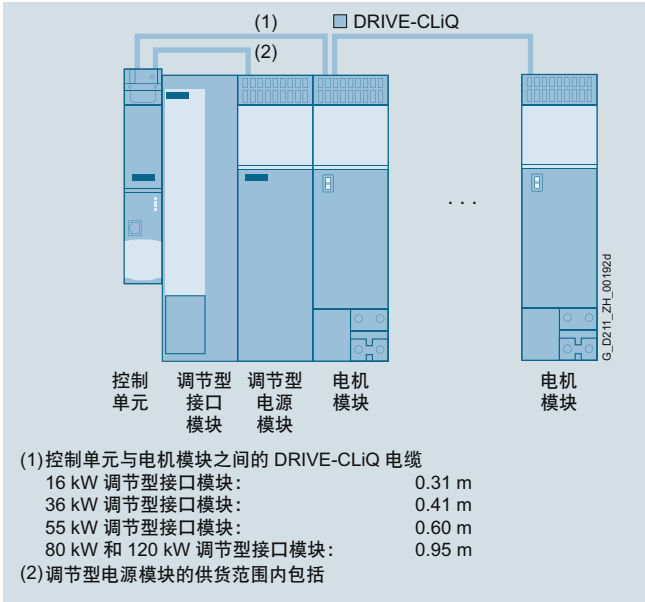 (1)
DRIVE-CLiQ
(2)
. . .
G_D211_ZH_00192d
控制
单元
调节型
接口
模块
调节型
电源
模块
电机
模块
电机
模块
(1)控制单元与电机模块之间的 DRIVE-CLiQ 电缆
16 kW 调节型接口模块： 0.31 m
36 kW 调节型接口模块： 0.41 m
55 kW 调节型接口模块： 0.60 m
80 kW 和 120 kW 调节型接口模块： 0.95 m
(2)调节型电源模块的供货范围内包括